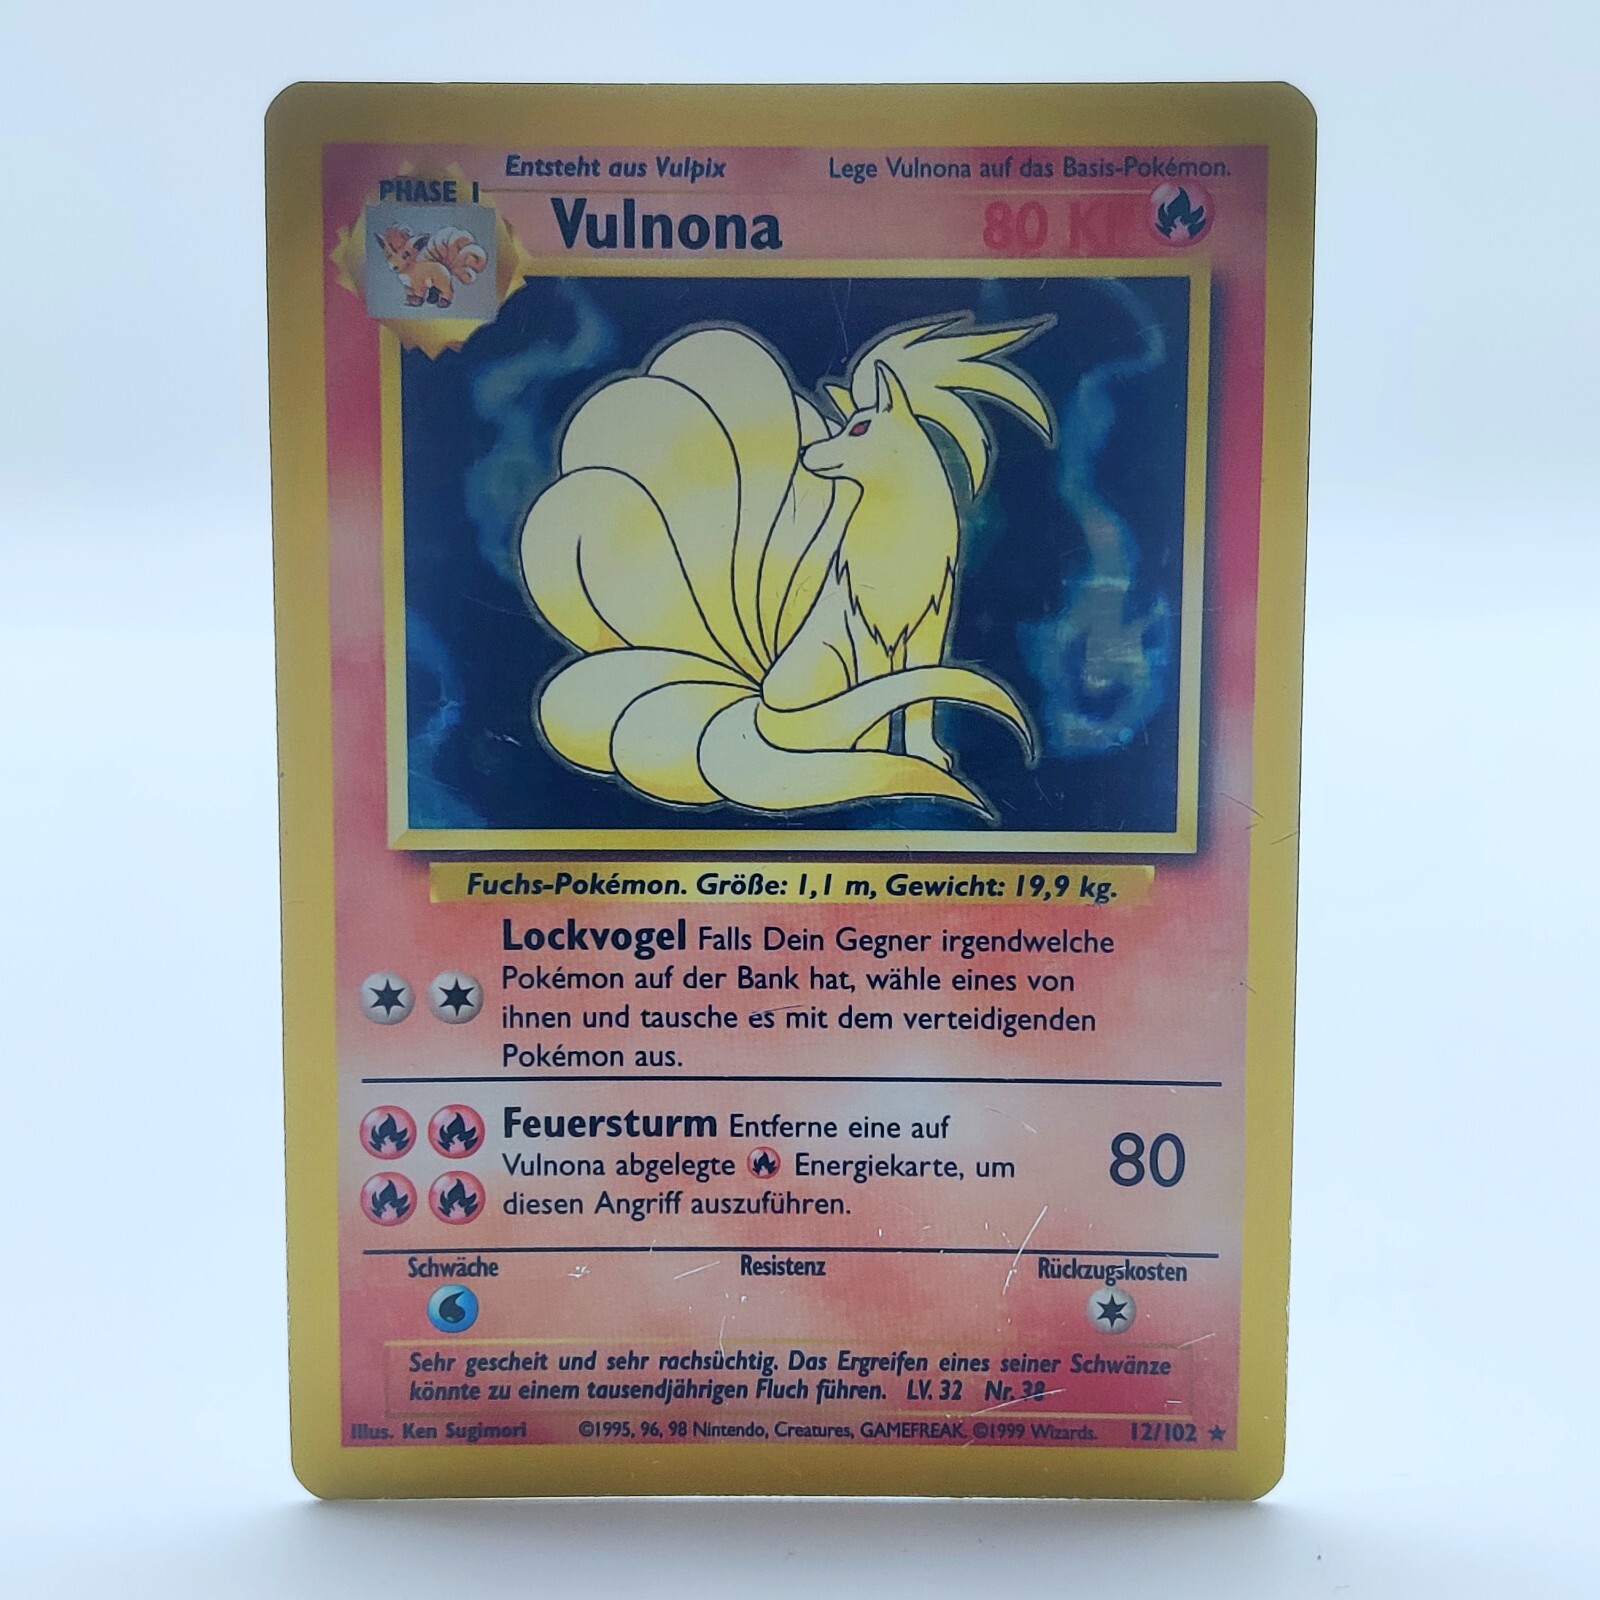 Entsteht aus Vulpix Lege Vulnona auf das Basis-Pokémon.
PHASE 1
Vulnona 80 KP
Fuchs-Pokémon. Größe: 1,1 m, Gewicht: 19,9 kg.
Lockvogel Falls Dein Gegner irgendwelche
Pokémon auf der Bank hat, wähle eines von
ihnen und tausche es mit dem verteidigenden
Pokémon aus.
Feuersturm Entferne eine auf
Vulnona abgelegte Energiekarte, um
diesen Angriff auszuführen.
80
Schwäche Resistenz Rückzugskosten
Sehr gescheit und sehr rachsüchtig. Das Ergreifen eines seiner Schwänze
könnte zu einem tausendjährigen Fluch führen. LV. 32 Nr. 38
Illus. Ken Sugimori ©1995, 96, 98 Nintendo, Creatures, GAMEFREAK. ©1999 Wizards. 12/102 ★